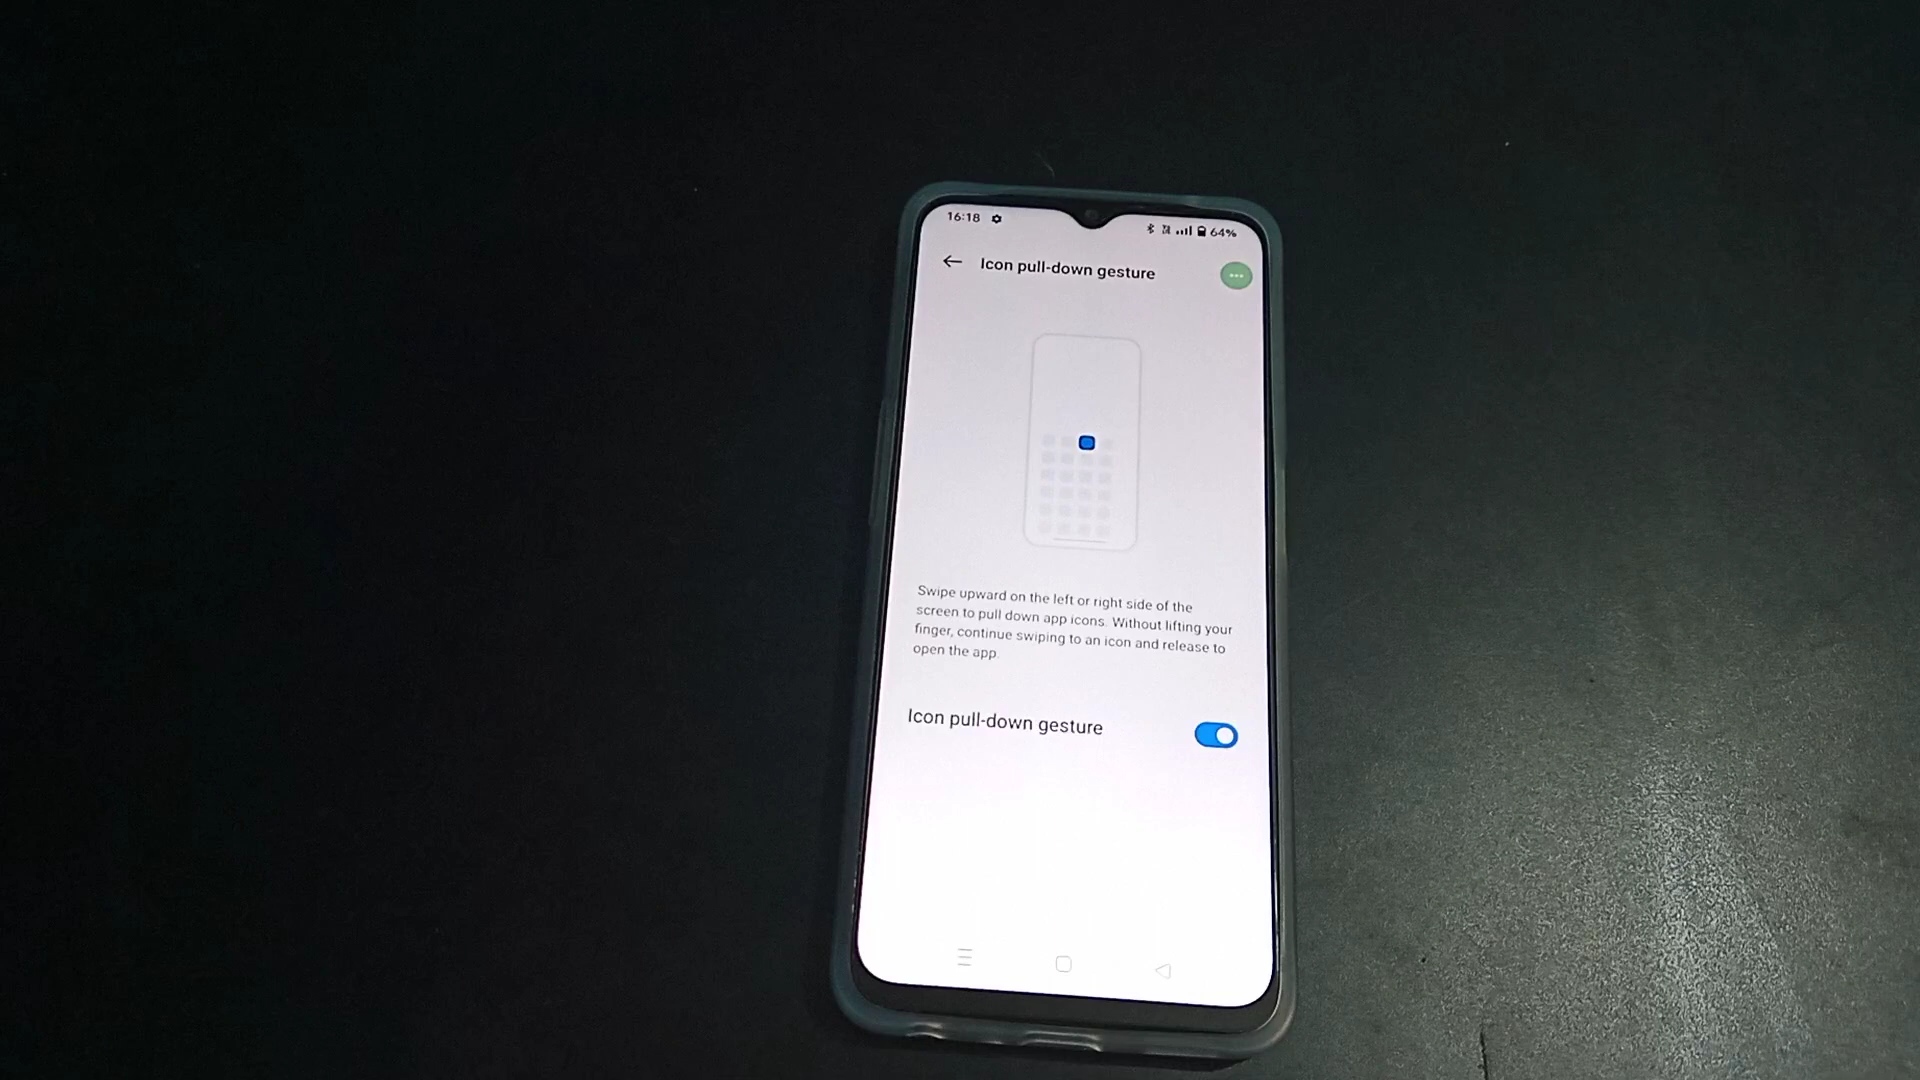 16:18
64%
Icon pull-down gesture
Swipe upward on the left or right side of the
screen to pull down app icons. Without lifting your
finger, continue swiping to an icon and release to
open the app.
Icon pull-down gesture